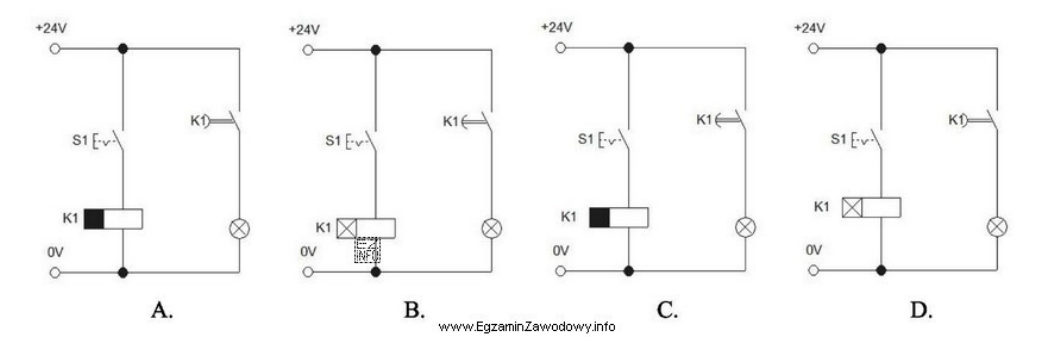 +24V +24V +24V +24V
K1 K1 K1 K1
S1 S1 S1 S1
K1 K1 K1 K1
0V 0V 0V 0V
INFO
A. B. C. D.
www.EgzaminZawodowy.info